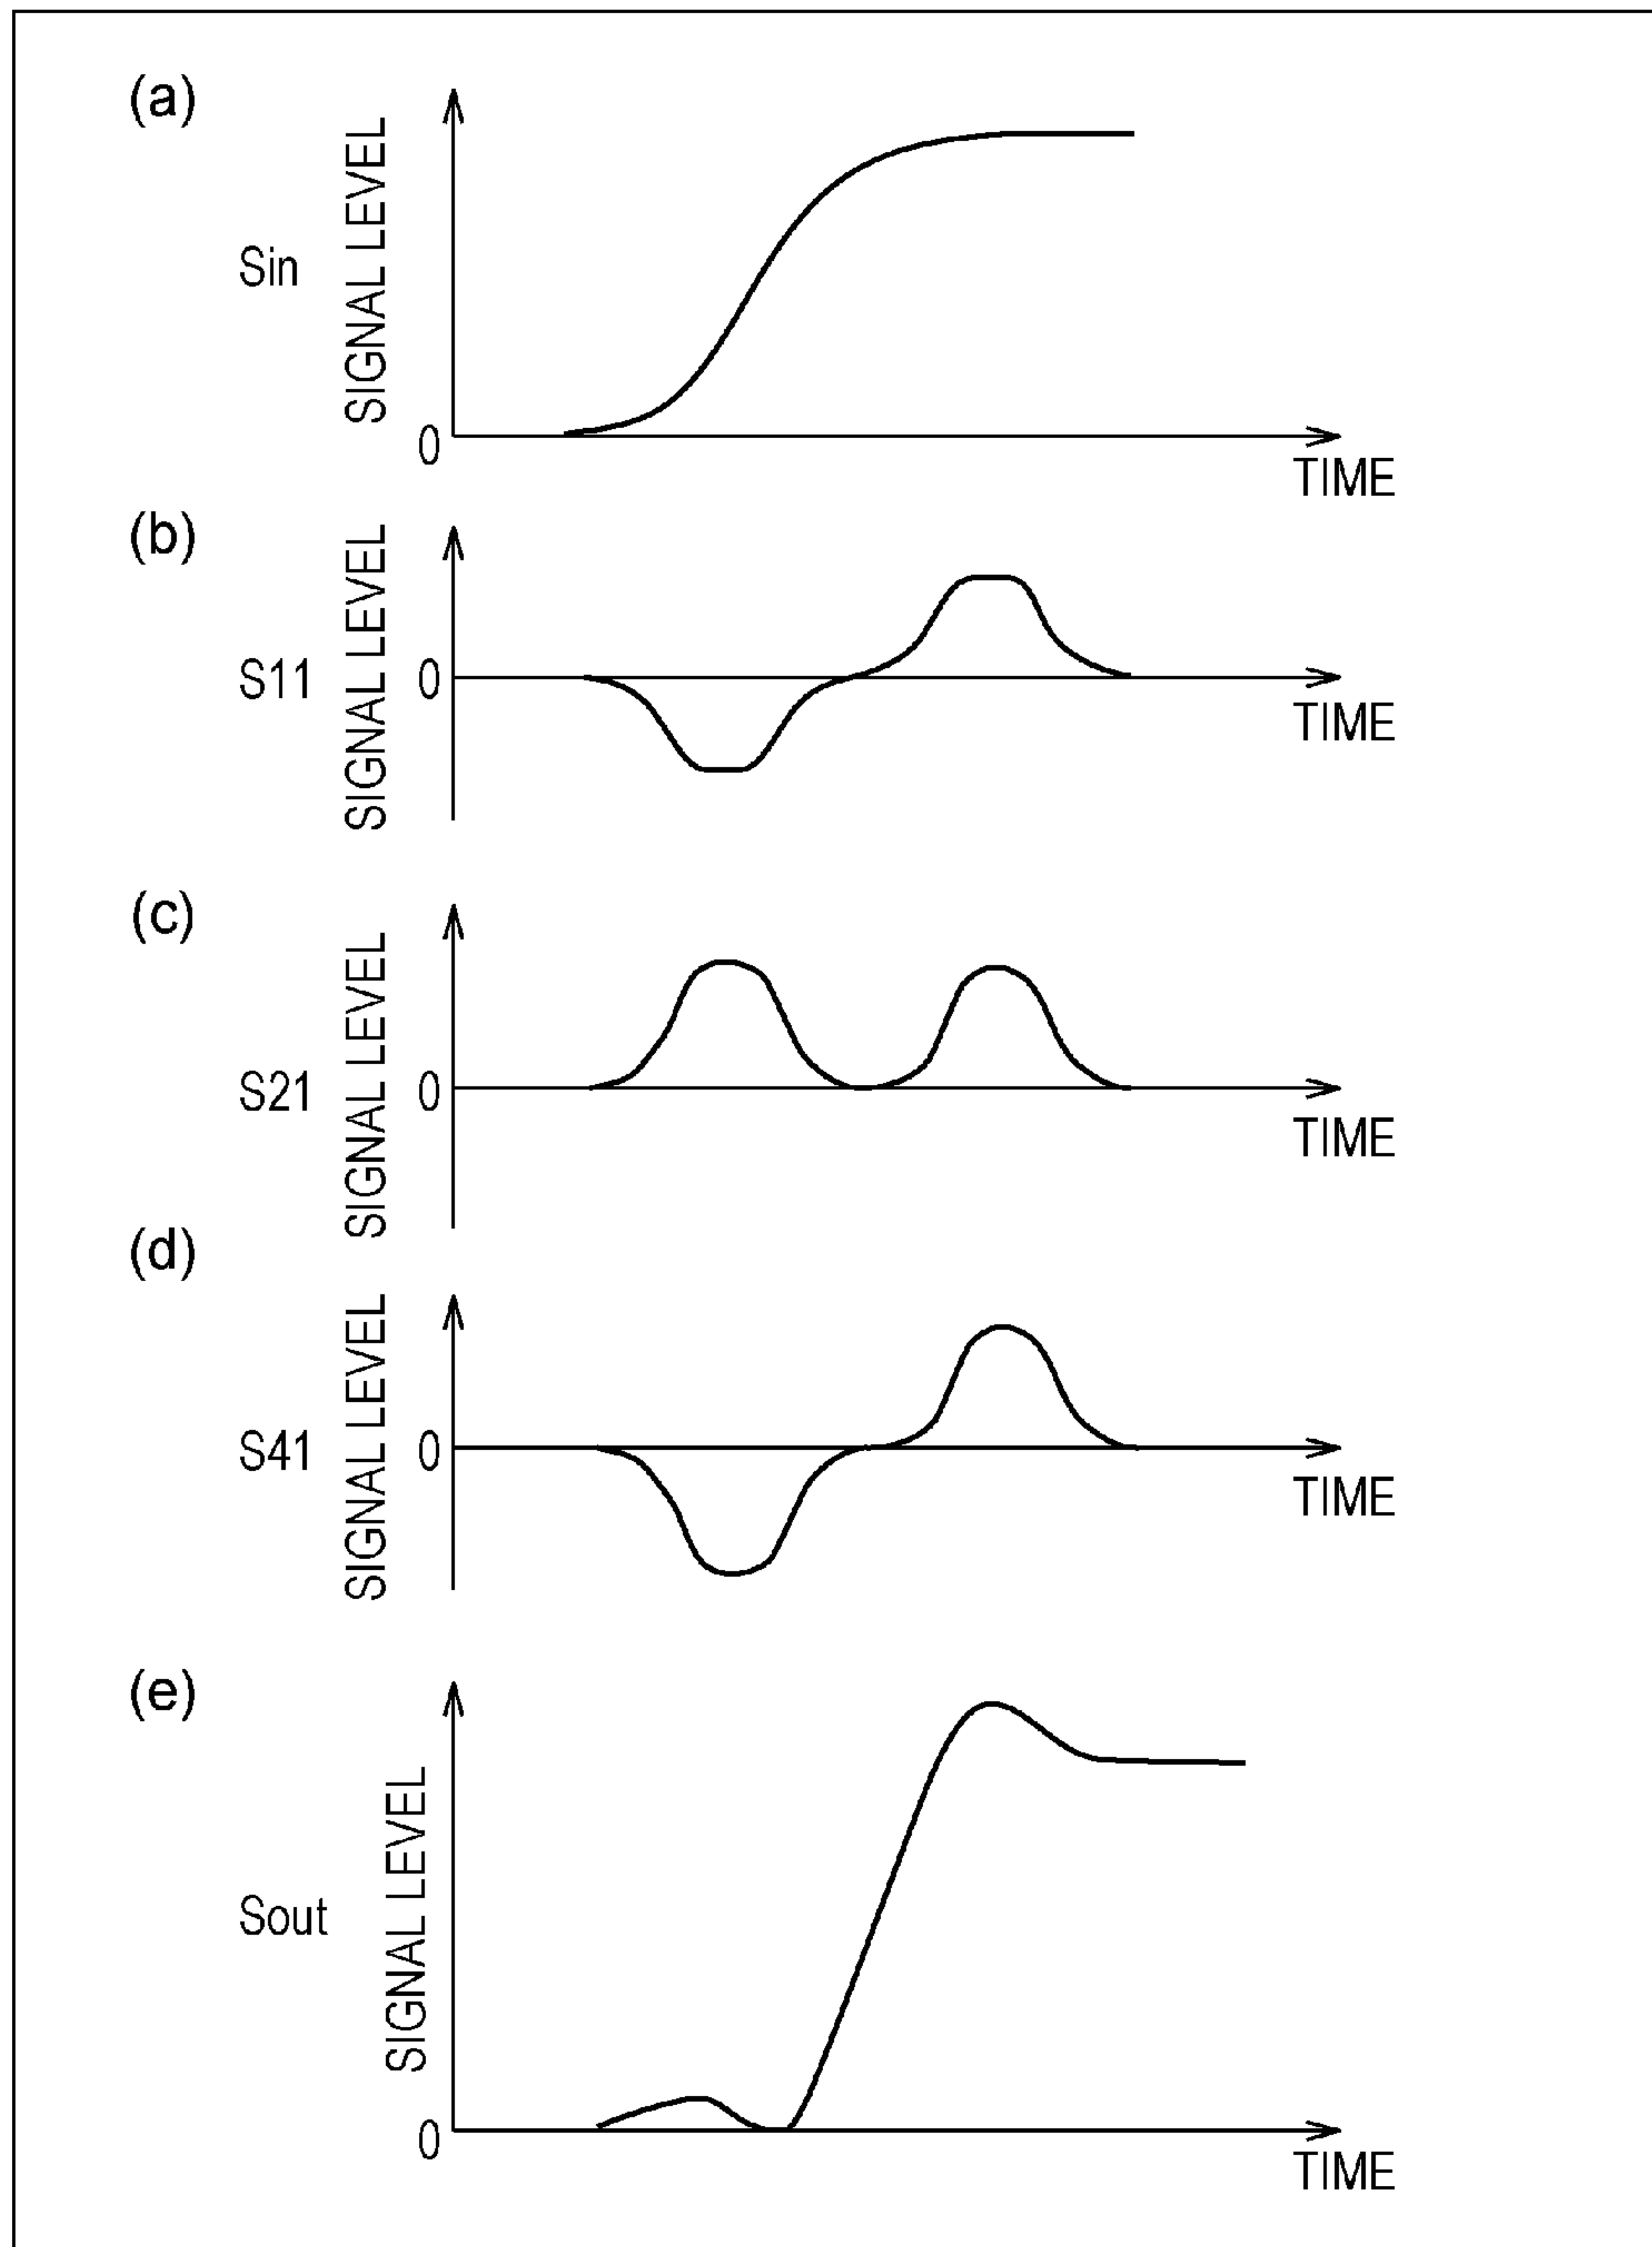 (a)
SIGNAL LEVEL
Sin
0
TIME
(b)
SIGNAL LEVEL
S11
0
TIME
(c)
SIGNAL LEVEL
S21
0
TIME
(d)
SIGNAL LEVEL
S41
0
TIME
(e)
SIGNAL LEVEL
Sout
0
TIME